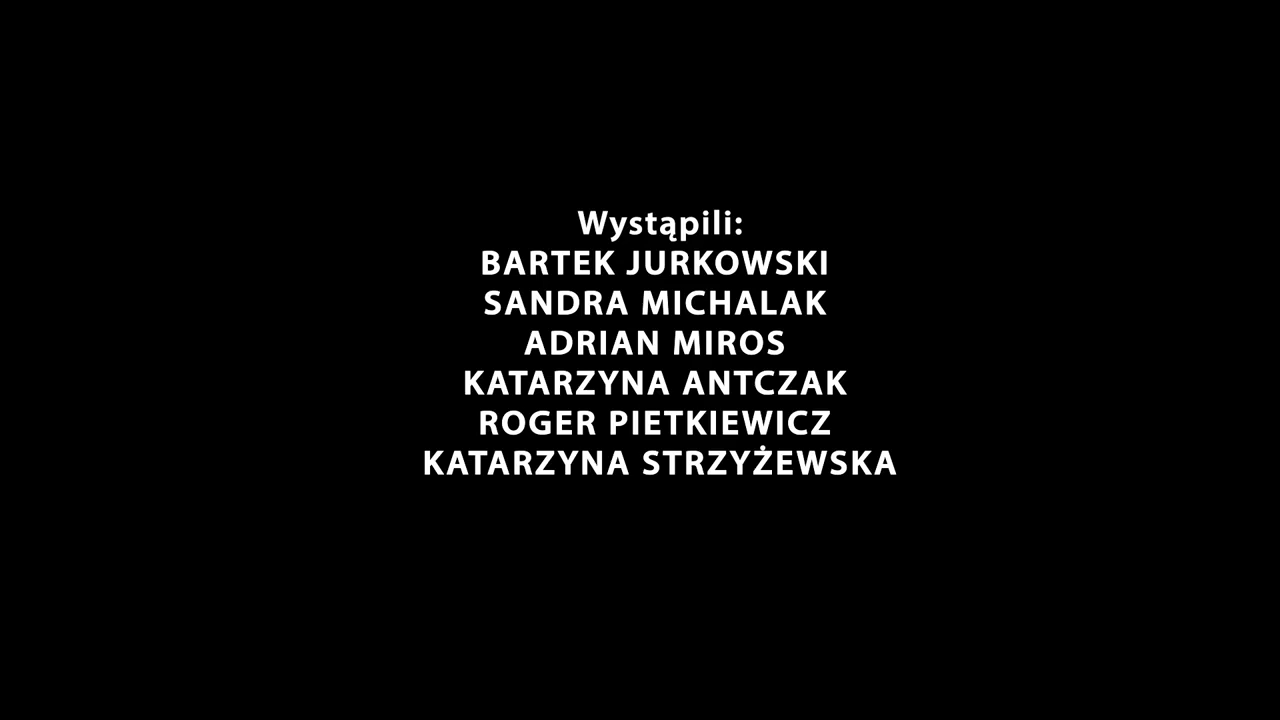 Wystąpili:
BARTEK JURKOWSKI
SANDRA MICHALAK
ADRIAN MIROS
KATARZYNA ANTCZAK
ROGER PIETKIEWICZ
KATARZYNA STRZYŻEWSKA